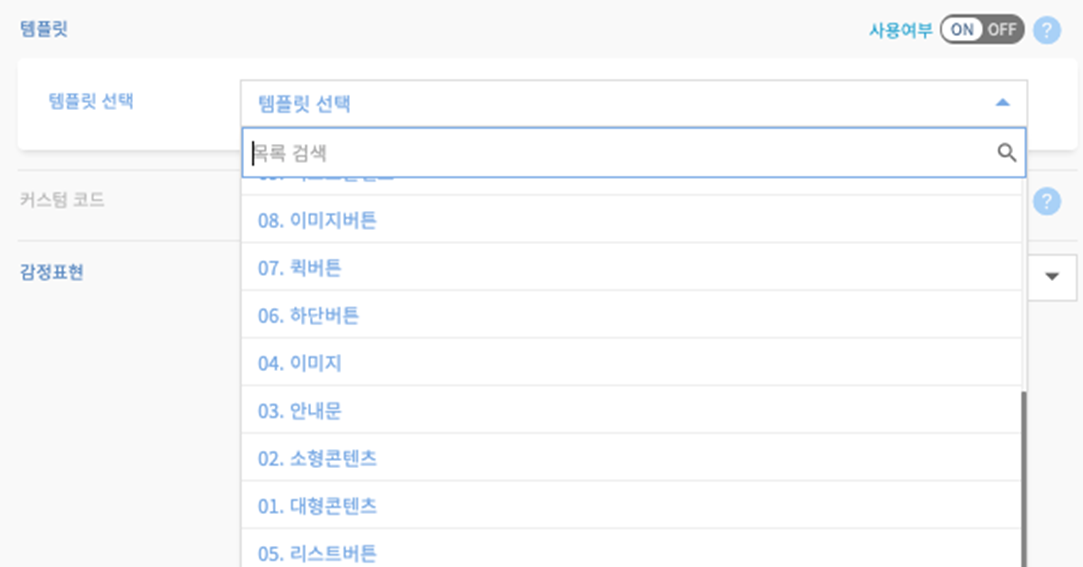 템플릿
사용여부 ON OFF ?
템플릿 선택
템플릿 선택
목록 검색
커스텀 코드 ?
08. 이미지버튼
07. 퀵버튼
감정표현
06. 하단버튼
04. 이미지
03. 안내문
02. 소형콘텐츠
01. 대형콘텐츠
05. 리스트버튼